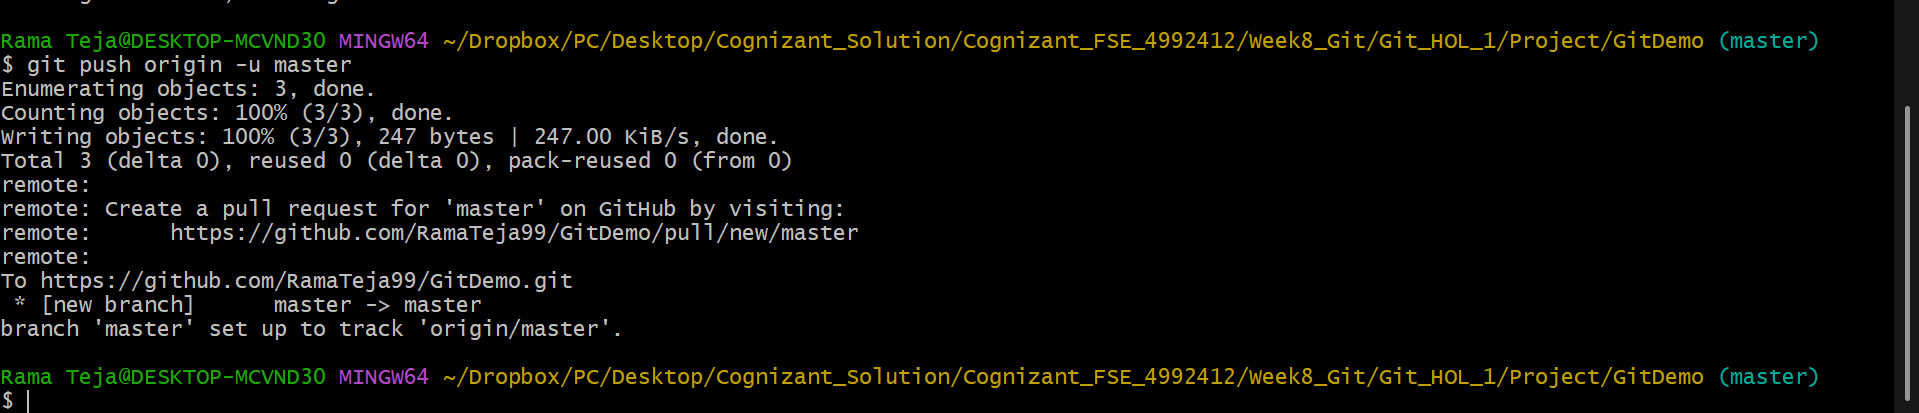 Rama Teja@DESKTOP-MCVND30 MINGW64 ~/Dropbox/PC/Desktop/Cognizant_Solution/Cognizant_FSE_4992412/Week8_Git/Git_HOL_1/Project/GitDemo (master)
$ git push origin -u master
Enumerating objects: 3, done.
Counting objects: 100% (3/3), done.
Writing objects: 100% (3/3), 247 bytes | 247.00 KiB/s, done.
Total 3 (delta 0), reused 0 (delta 0), pack-reused 0 (from 0)
remote:
remote: Create a pull request for 'master' on GitHub by visiting:
remote:      https://github.com/RamaTeja99/GitDemo/pull/new/master
remote:
To https://github.com/RamaTeja99/GitDemo.git
 * [new branch]      master -> master
branch 'master' set up to track 'origin/master'.
Rama Teja@DESKTOP-MCVND30 MINGW64 ~/Dropbox/PC/Desktop/Cognizant_Solution/Cognizant_FSE_4992412/Week8_Git/Git_HOL_1/Project/GitDemo (master)
$